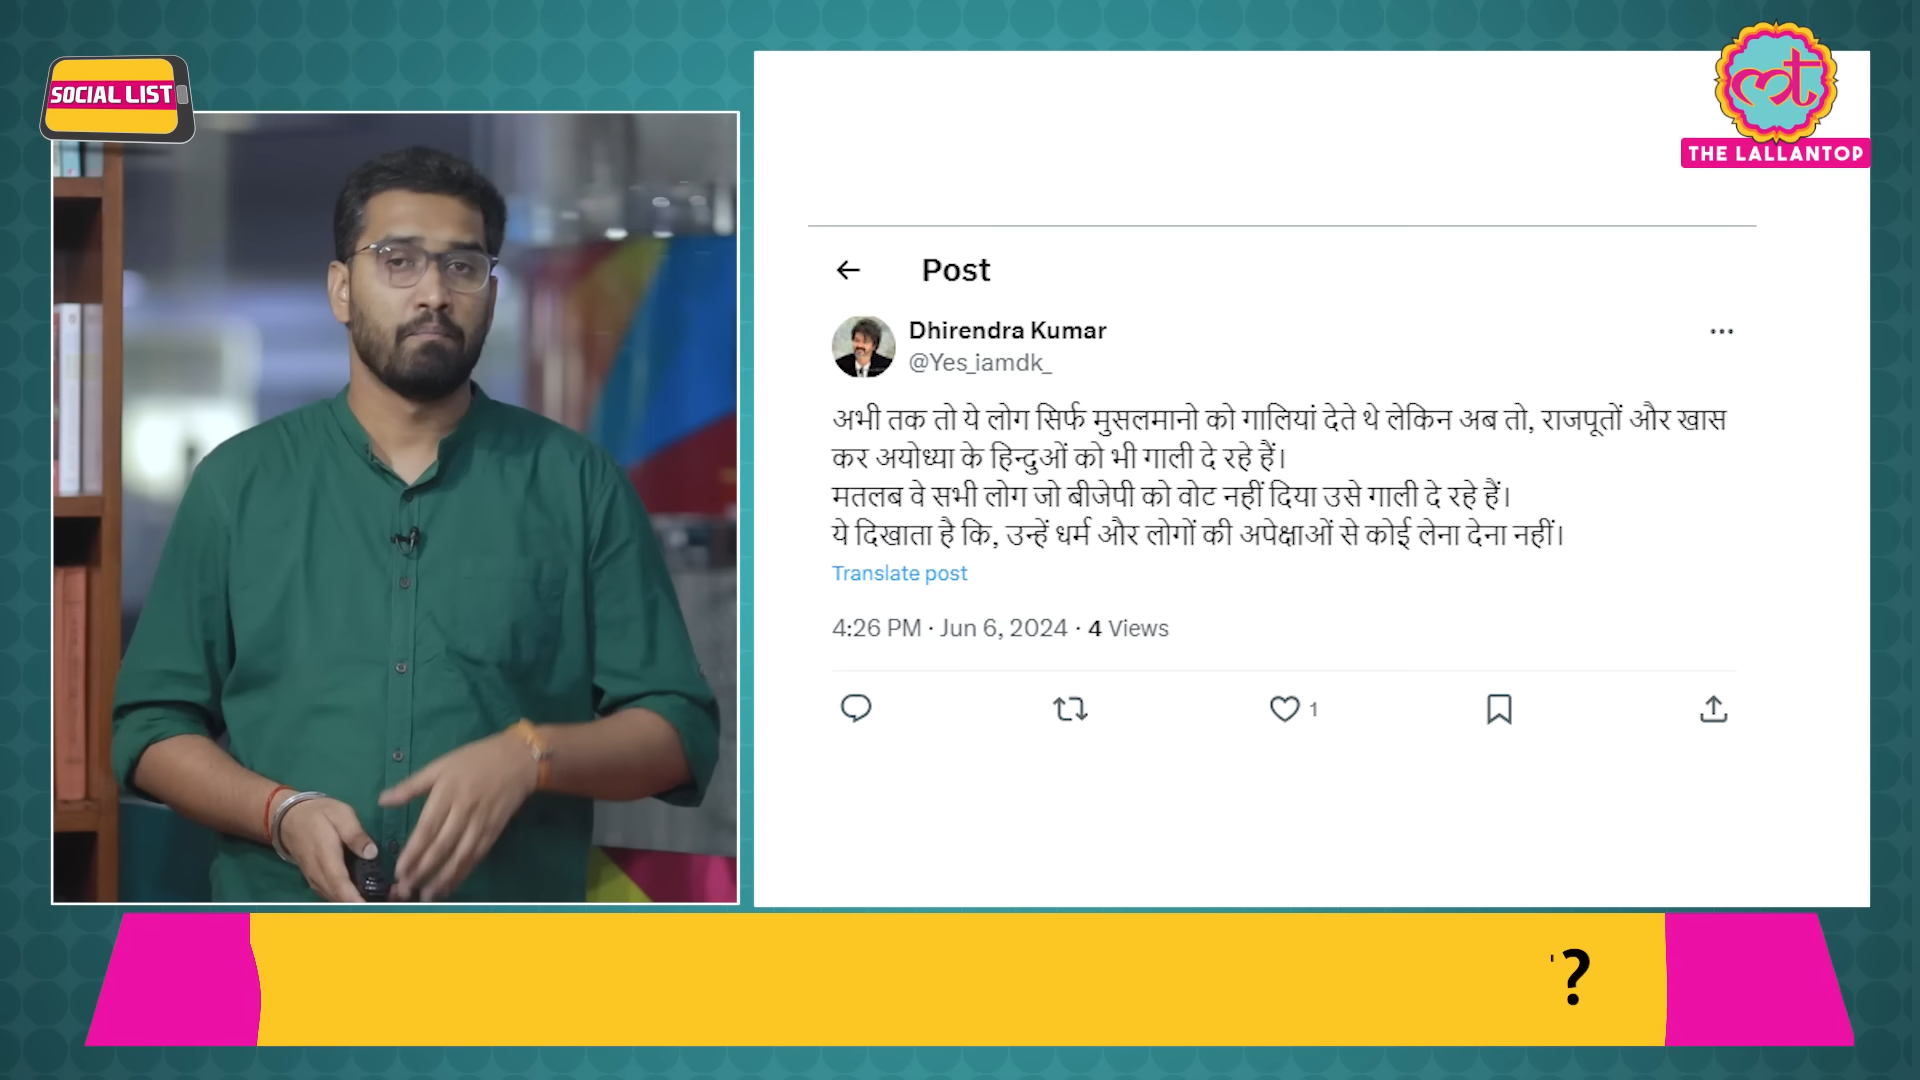 SOCIAL LIST
THE LALLANTOP
Post
Dhirendra Kumar
@Yes_iamdk_
अभी तक तो ये लोग सिर्फ मुसलमानो को गालियां देते थे लेकिन अब तो, राजपूतों और खास
कर अयोध्या के हिन्दुओं को भी गाली दे रहे हैं।
मतलब वे सभी लोग जो बीजेपी को वोट नहीं दिया उसे गाली दे रहे हैं।
ये दिखाता है कि, उन्हें धर्म और लोगों की अपेक्षाओं से कोई लेना देना नहीं।
Translate post
4:26 PM · Jun 6, 2024 · 4 Views
1
'?